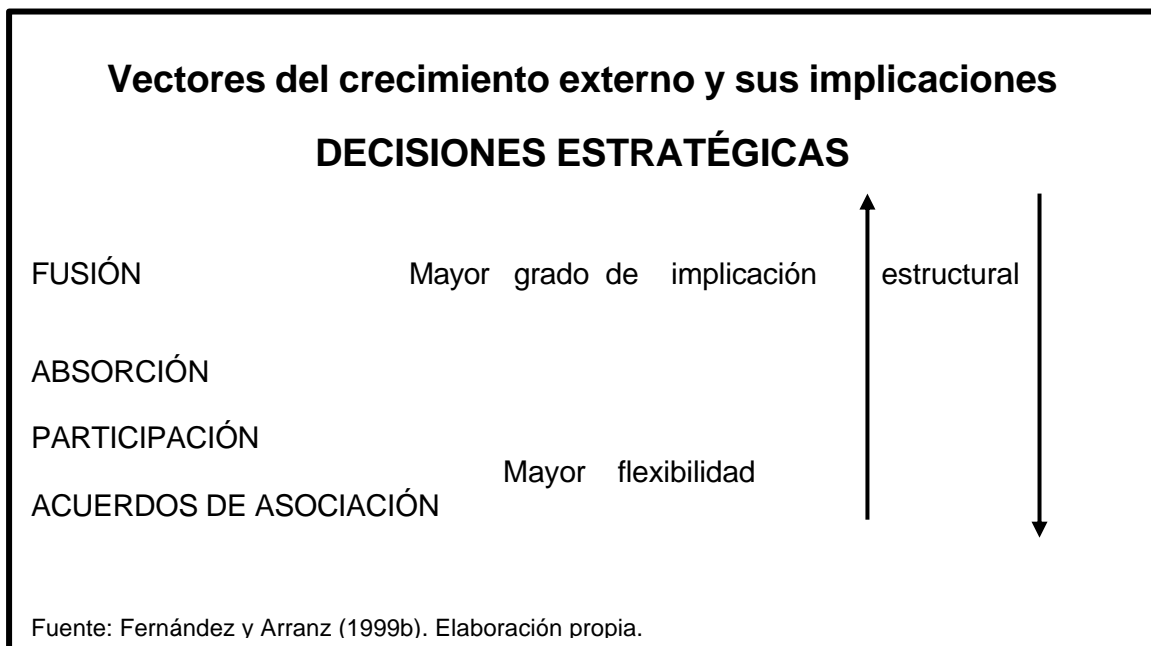 Vectores del crecimiento externo y sus implicaciones
DECISIONES ESTRATÉGICAS
FUSIÓN Mayor grado de implicación estructural
ABSORCIÓN
PARTICIPACIÓN
Mayor flexibilidad
ACUERDOS DE ASOCIACIÓN
Fuente: Fernández y Arranz (1999b). Elaboración propia.